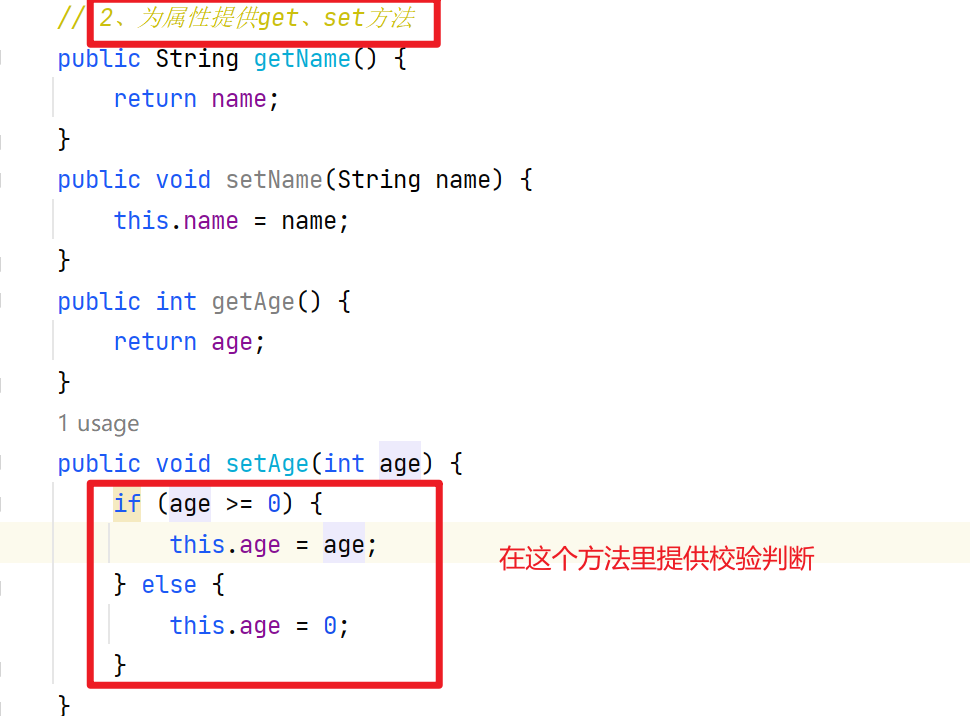 // 2、为属性提供get、set方法
public String getName() {
return name;
}
public void setName(String name) {
this.name = name;
}
public int getAge() {
return age;
}
1 usage
public void setAge(int age) {
if (age >= 0) {
this.age = age;
在这个方法里提供校验判断
} else {
this.age = 0;
}
}